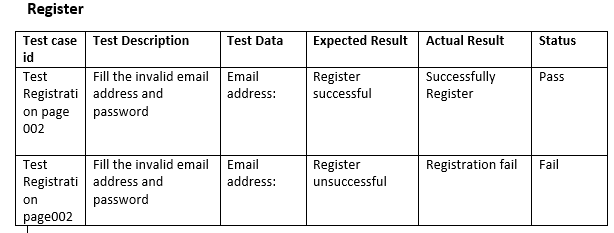 Register
Test case Test Description Test Data Expected Result Actual Result Status
id
Test Fill the invalid email Email Register Successfully Pass
Registrati address and address: successful Register
on page password
002
Test Fill the invalid email Email Register Registration fail Fail
Registrati address and address: unsuccessful
on password
page002